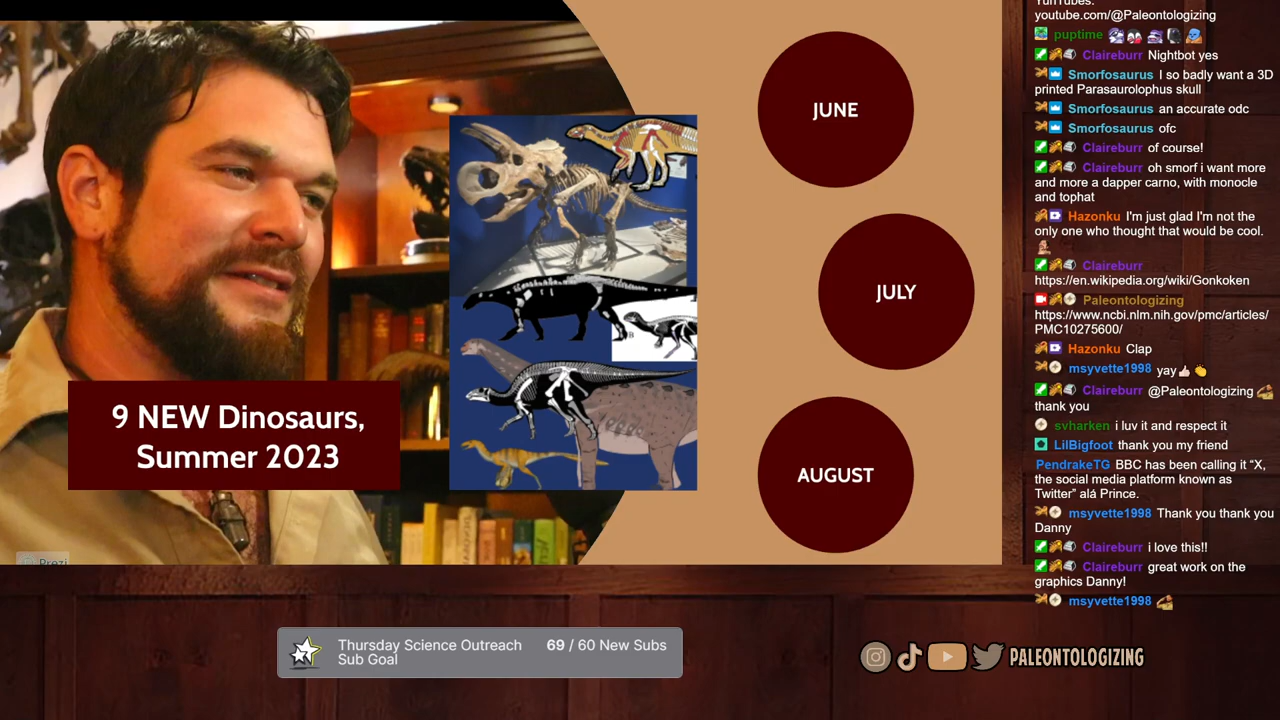 JUNE
JULY
AUGUST
9 NEW Dinosaurs,
Summer 2023
B
Prezi
Thursday Science Outreach
Sub Goal
69 / 60 New Subs
PALEONTOLOGIZING
youtube.com/@Paleontologizing
puptime
Claireburr Nightbot yes
Smorfosaurus I so badly want a 3D
printed Parasaurolophus skull
Smorfosaurus an accurate odc
Smorfosaurus ofc
Claireburr of course!
Claireburr oh smorf i want more
and more a dapper carno, with monocle
and tophat
Hazonku I'm just glad I'm not the
only one who thought that would be cool.
Claireburr
https://en.wikipedia.org/wiki/Gonkoken
Paleontologizing
https://www.ncbi.nlm.nih.gov/pmc/articles/
PMC10275600/
Hazonku Clap
msyvette1998 yay👍🏻 👏
Claireburr @Paleontologizing
thank you
svharken i luv it and respect it
LilBigfoot thank you my friend
PendrakeTG BBC has been calling it “X,
the social media platform known as
Twitter” alá Prince.
msyvette1998 Thank you thank you
Danny
Claireburr i love this!!
Claireburr great work on the
graphics Danny!
msyvette1998